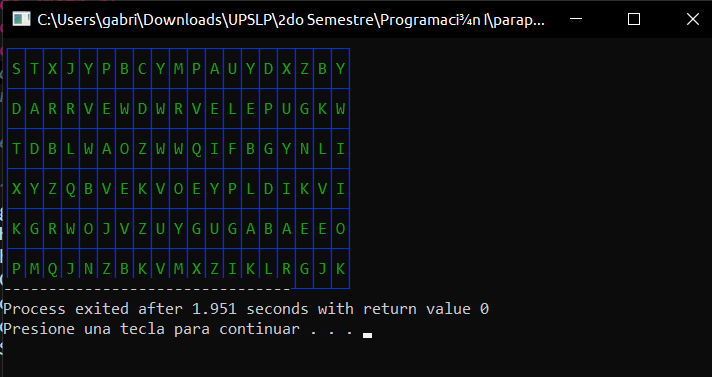 C:\Users\gabri\Downloads\UPSLP\2do Semestre\Programaci¾n I\parap...
S T X J Y P B C Y M P A U Y D X Z B Y
D A R R V E W D W R V E L E P U G K W
T D B L W A O Z W W Q I F B G Y N L I
X Y Z Q B V E K V O E Y P L D I K V I
K G R W O J V Z U Y G U G A B A E E O
P M Q J N Z B K V M X Z I K L R G J K
--------------------------------
Process exited after 1.951 seconds with return value 0
Presione una tecla para continuar . . .